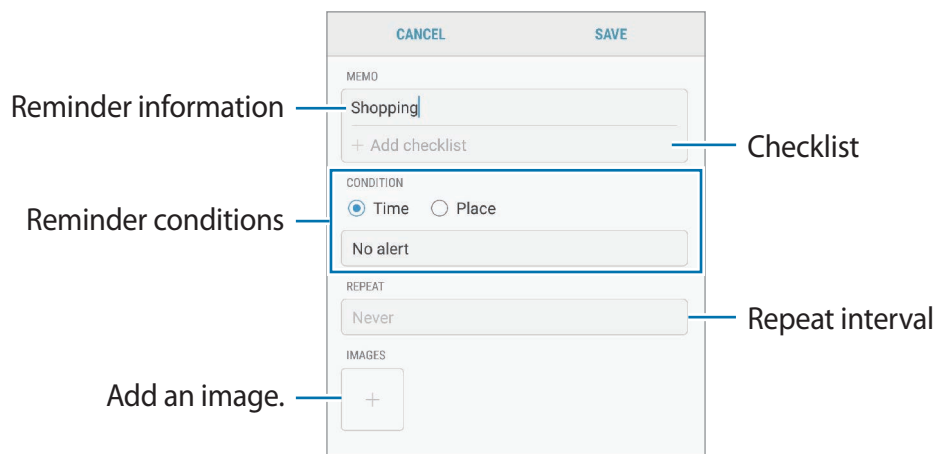 CANCEL SAVE
MEMO
Reminder information
Shopping
+ Add checklist
Checklist
CONDITION
Reminder conditions
Time Place
No alert
REPEAT
Never
Repeat interval
IMAGES
Add an image.
+